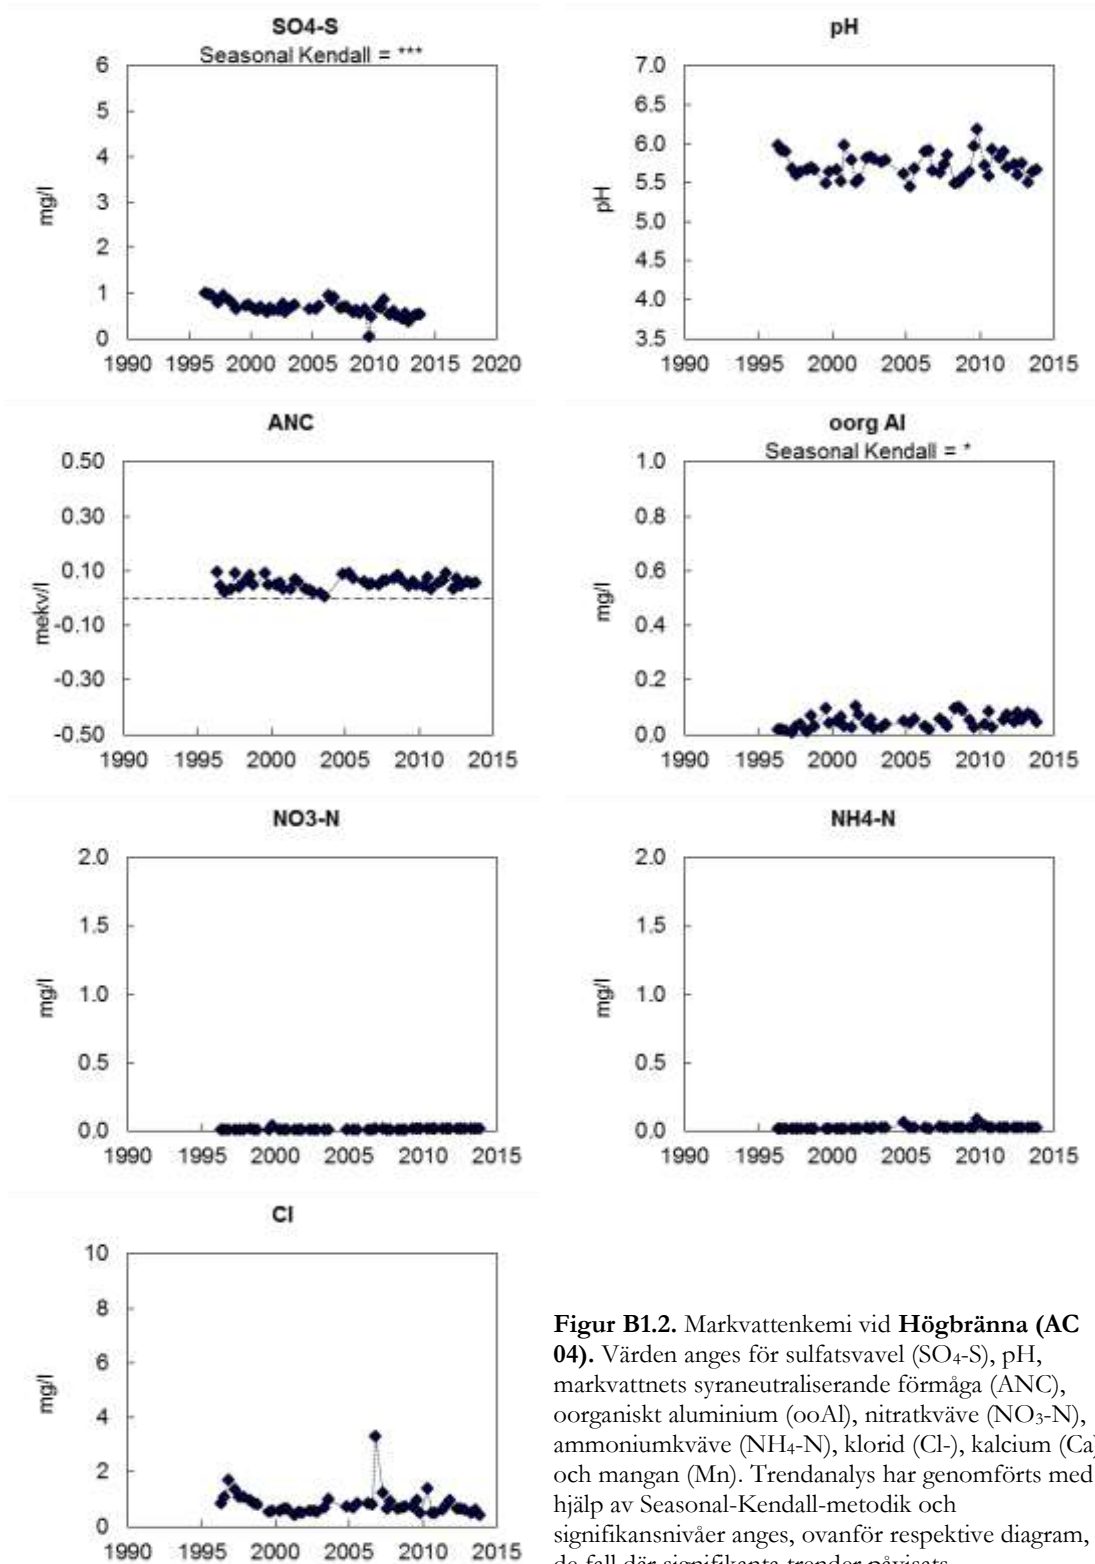 SO4-S
Seasonal Kendall = ***
6
5
4
3
2
1
0
mg/l
1990 1995 2000 2005 2010 2015 2020
pH
7.0
6.5
6.0
5.5
5.0
4.5
4.0
3.5
pH
1990 1995 2000 2005 2010 2015
ANC
0.50
0.30
0.10
-0.10
-0.30
-0.50
mekv/l
1990 1995 2000 2005 2010 2015
oorg Al
Seasonal Kendall = *
1.0
0.8
0.6
0.4
0.2
0.0
mg/l
1990 1995 2000 2005 2010 2015
NO3-N
2.0
1.5
1.0
0.5
0.0
mg/l
1990 1995 2000 2005 2010 2015
NH4-N
2.0
1.5
1.0
0.5
0.0
mg/l
1990 1995 2000 2005 2010 2015
Cl
10
8
6
4
2
0
mg/l
1990 1995 2000 2005 2010 2015
Figur B1.2. Markvattenkemi vid Högbränna (AC
04). Värden anges för sulfatsvavel (SO₄-S), pH,
markvattnets syraneutraliserande förmåga (ANC),
oorganiskt aluminium (ooAl), nitratkväve (NO₃-N),
ammoniumkväve (NH₄-N), klorid (Cl-), kalcium (Ca)
och mangan (Mn). Trendanalys har genomförts med
hjälp av Seasonal-Kendall-metodik och
signifikansnivåer anges, ovanför respektive diagram,
de fall där signifikanta trender påvisats